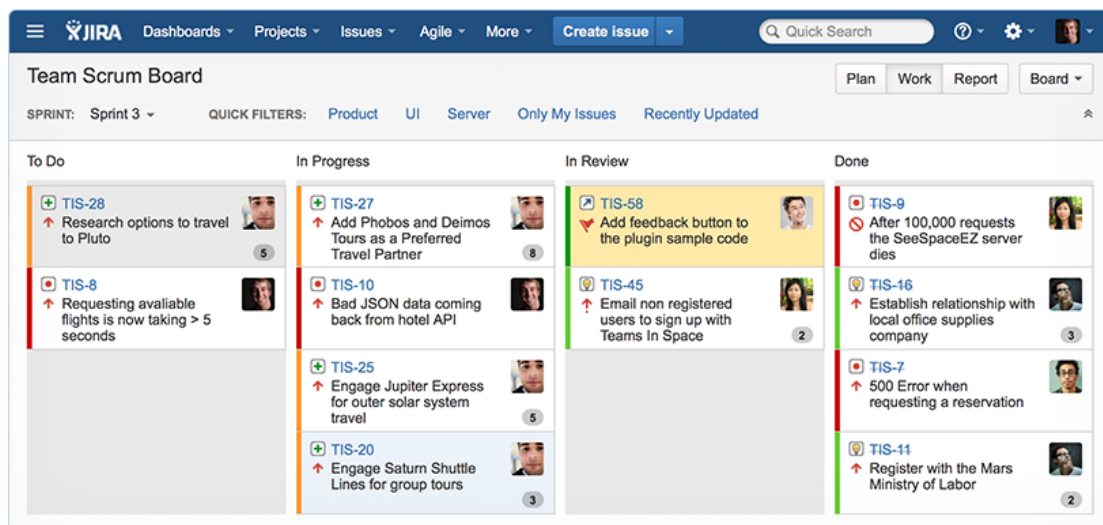 JIRA Dashboards Projects Issues Agile More Create issue Quick Search
Team Scrum Board Plan Work Report Board
SPRINT: Sprint 3 QUICK FILTERS: Product UI Server Only My Issues Recently Updated
To Do
TIS-28
Research options to travel
to Pluto
5
TIS-8
Requesting avaliable
flights is now taking > 5
seconds
In Progress
TIS-27
Add Phobos and Deimos
Tours as a Preferred
Travel Partner
8
TIS-10
Bad JSON data coming
back from hotel API
TIS-25
Engage Jupiter Express
for outer solar system
travel
5
TIS-20
Engage Saturn Shuttle
Lines for group tours
3
In Review
TIS-58
Add feedback button to
the plugin sample code
TIS-45
Email non registered
users to sign up with
Teams In Space
2
Done
TIS-9
After 100,000 requests
the SeeSpaceEZ server
dies
TIS-16
Establish relationship with
local office supplies
company
3
TIS-7
500 Error when
requesting a reservation
TIS-11
Register with the Mars
Ministry of Labor
2